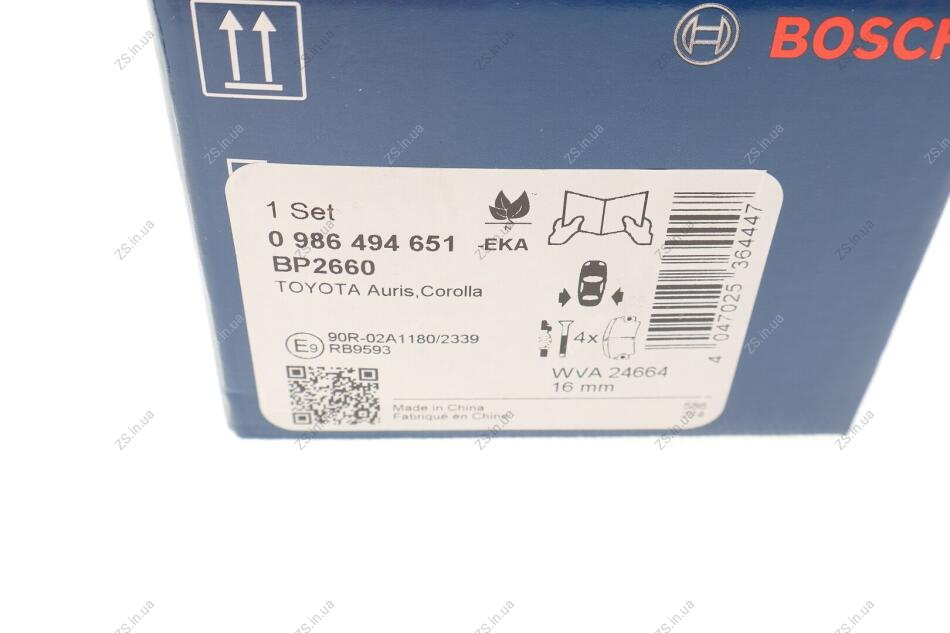 BOSCH
1 Set
0 986 494 651 -EKA
BP2660
TOYOTA Auris,Corolla
E9
90R-02A1180/2339
RB9593
4x
WVA 24664
16 mm
Made in China
Fabriqué en Chine
4 047025 364447
ZS.in.ua